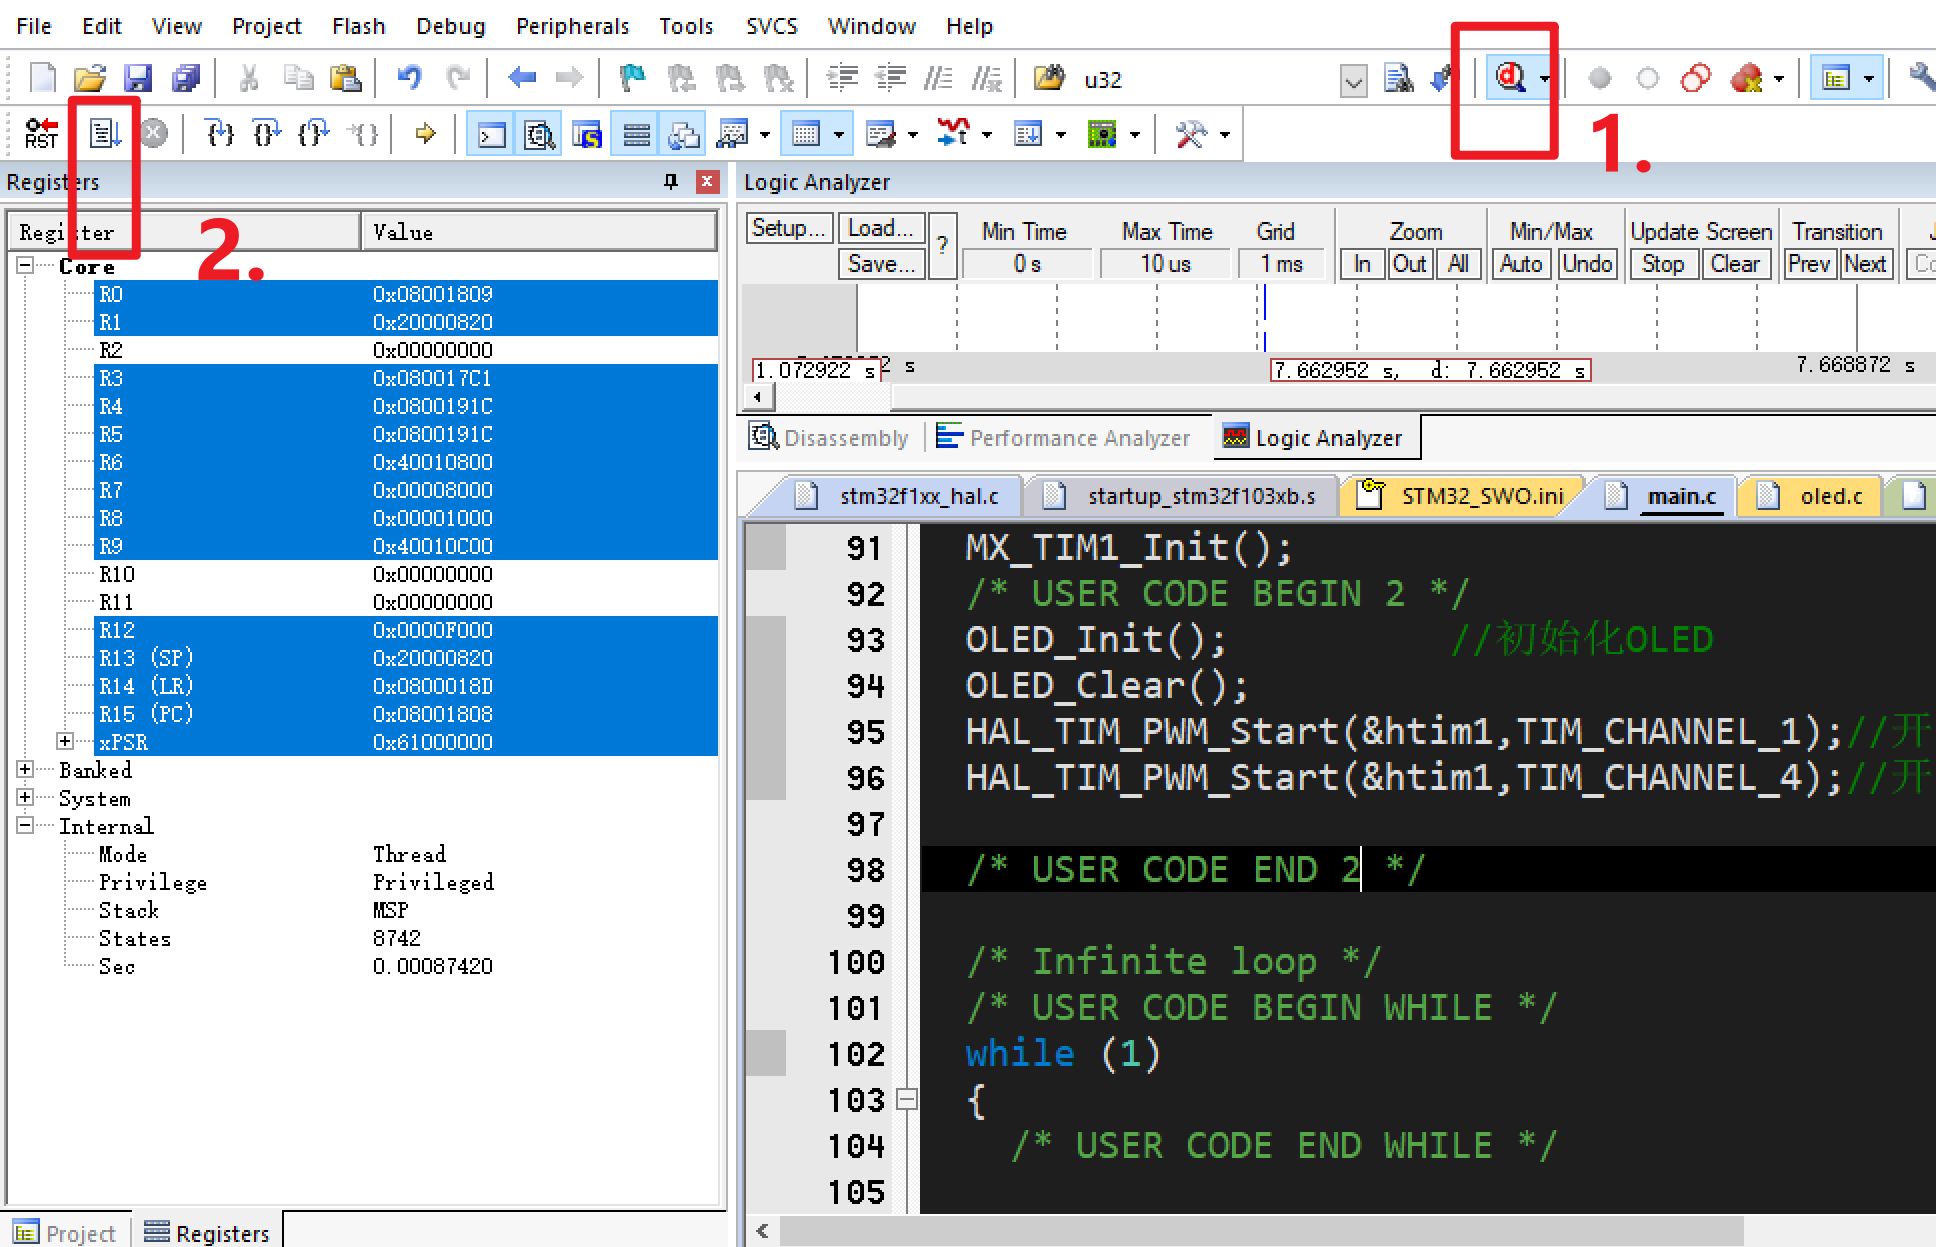 File Edit View Project Flash Debug Peripherals Tools SVCS Window Help
u32
RST
1.
2.
Registers
Register Value
Core
R0 0x08001809
R1 0x20000820
R2 0x00000000
R3 0x080017C1
R4 0x0800191C
R5 0x0800191C
R6 0x40010800
R7 0x00008000
R8 0x00001000
R9 0x40010C00
R10 0x00000000
R11 0x00000000
R12 0x0000F000
R13 (SP) 0x20000820
R14 (LR) 0x0800018D
R15 (PC) 0x08001808
xPSR 0x61000000
Banked
System
Internal
Mode Thread
Privilege Privileged
Stack MSP
States 8742
Sec 0.00087420
Project Registers
Logic Analyzer
Setup... Load... ? Min Time Max Time Grid Zoom Min/Max Update Screen Transition
Save... 0 s 10 us 1 ms In Out All Auto Undo Stop Clear Prev Next
1.072922 s s 7.662952 s, d: 7.662952 s 7.668872 s
Disassembly Performance Analyzer Logic Analyzer
stm32f1xx_hal.c startup_stm32f103xb.s STM32_SWO.ini main.c oled.c
91 MX_TIM1_Init();
92 /* USER CODE BEGIN 2 */
93 OLED_Init(); //初始化OLED
94 OLED_Clear();
95 HAL_TIM_PWM_Start(&htim1,TIM_CHANNEL_1);//开
96 HAL_TIM_PWM_Start(&htim1,TIM_CHANNEL_4);//开
97
98 /* USER CODE END 2 */
99
100 /* Infinite loop */
101 /* USER CODE BEGIN WHILE */
102 while (1)
103 {
104 /* USER CODE END WHILE */
105